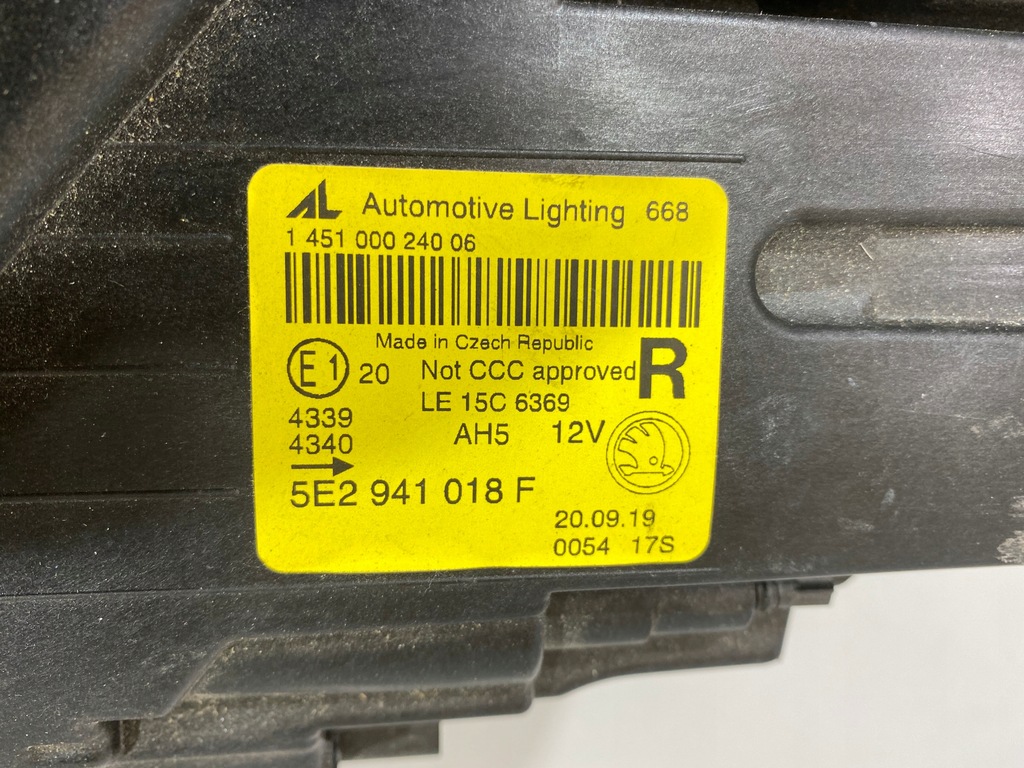 AL Automotive Lighting 668
1 451 000 240 06
Made in Czech Republic
E1 20 Not CCC approved R
LE 15C 6369
4339
AH5 12V
4340
5E2 941 018 F
20.09.19
0054 17S